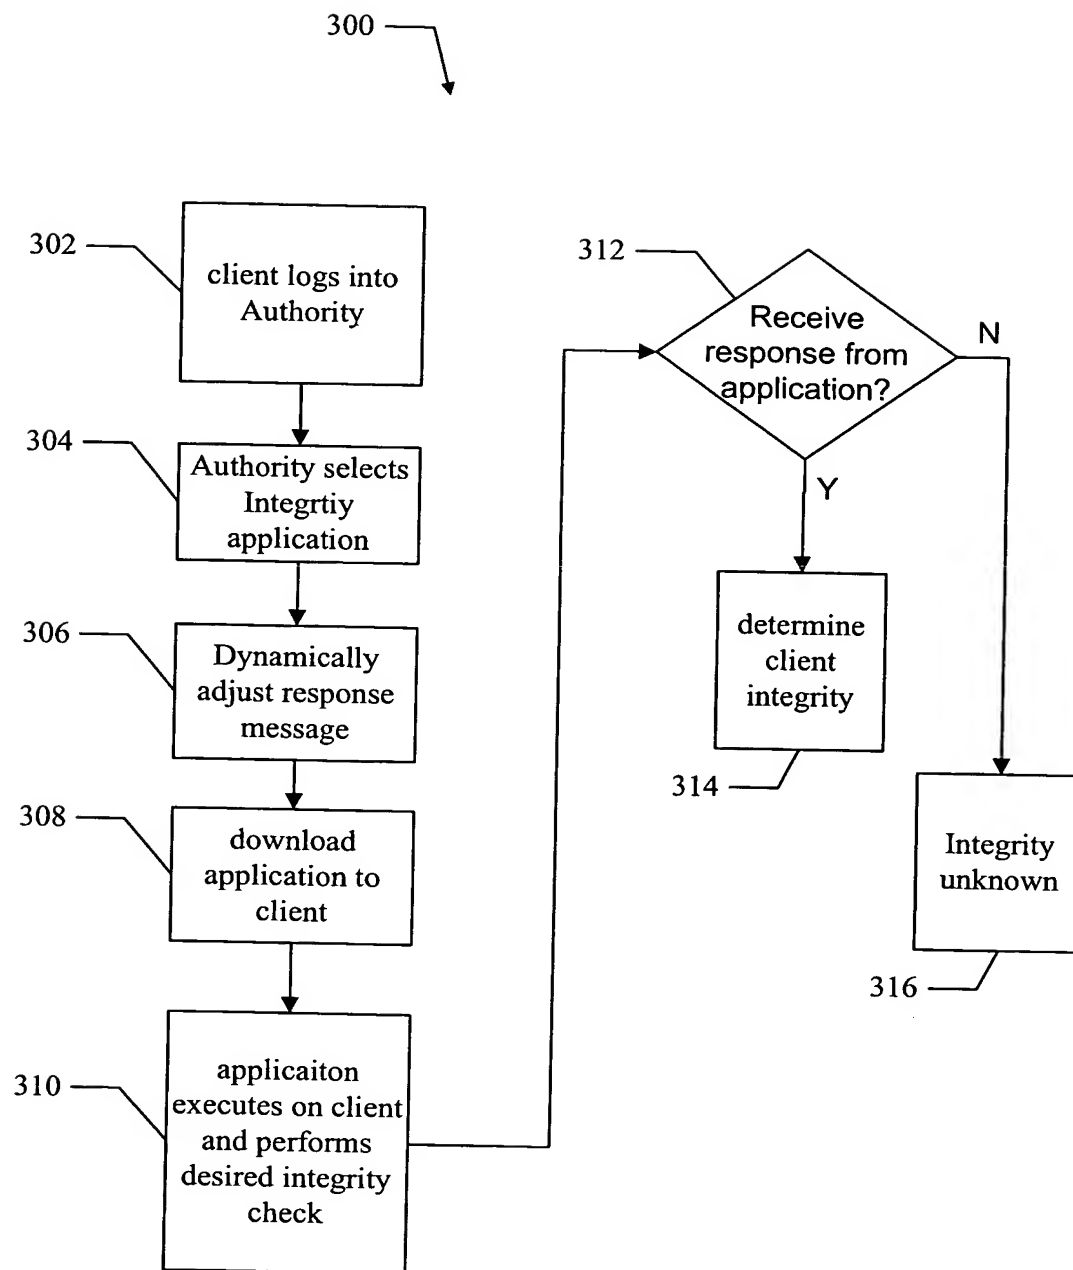 300
302
client logs into
Authority
304
Authority selects
Integrtiy
application
306
Dynamically
adjust response
message
308
download
application to
client
310
applicaiton
executes on client
and performs
desired integrity
check
312
Receive
response from
application?
N
Y
determine
client
integrity
314
Integrity
unknown
316